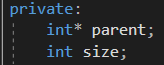 private:
    int* parent;
    int size;